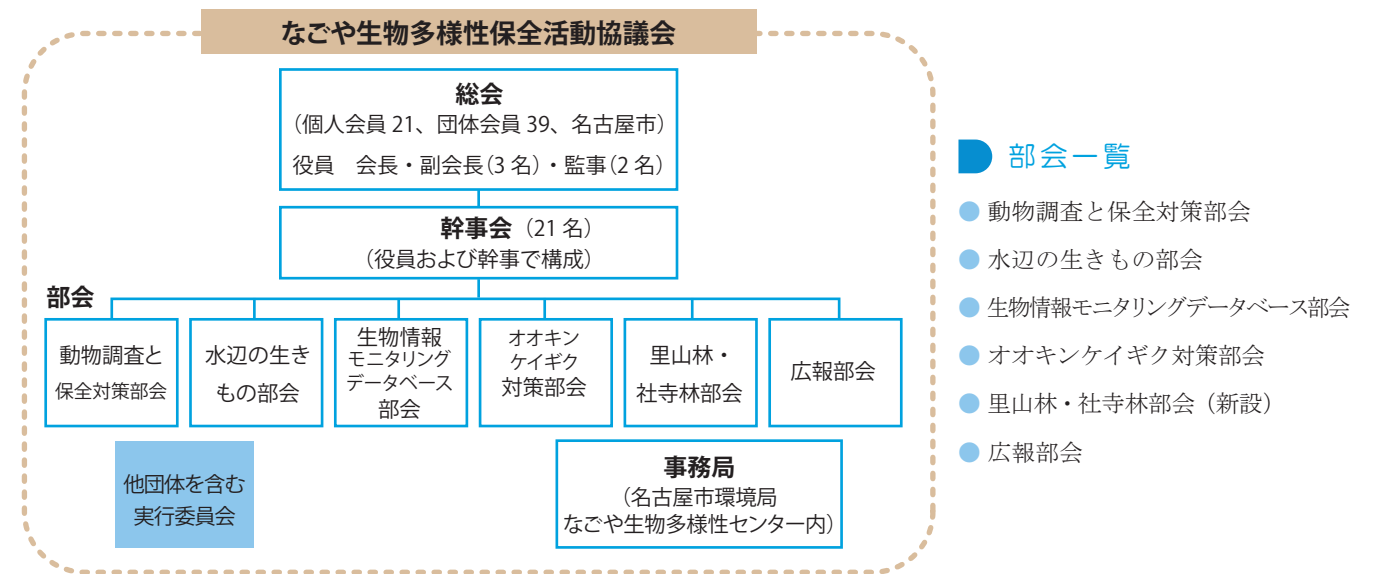 なごや生物多様性保全活動協議会
総会
（個人会員 21、団体会員 39、名古屋市）
役員　会長・副会長（3 名）・監事（2 名）
幹事会（21 名）
（役員および幹事で構成）
部会
動物調査と
保全対策部会
水辺の生き
もの部会
生物情報
モニタリング
データベース
部会
オオキン
ケイギク
対策部会
里山林・
社寺林部会
広報部会
他団体を含む
実行委員会
事務局
（名古屋市環境局
なごや生物多様性センター内）
部会一覧
動物調査と保全対策部会
水辺の生きもの部会
生物情報モニタリングデータベース部会
オオキンケイギク対策部会
里山林・社寺林部会（新設）
広報部会